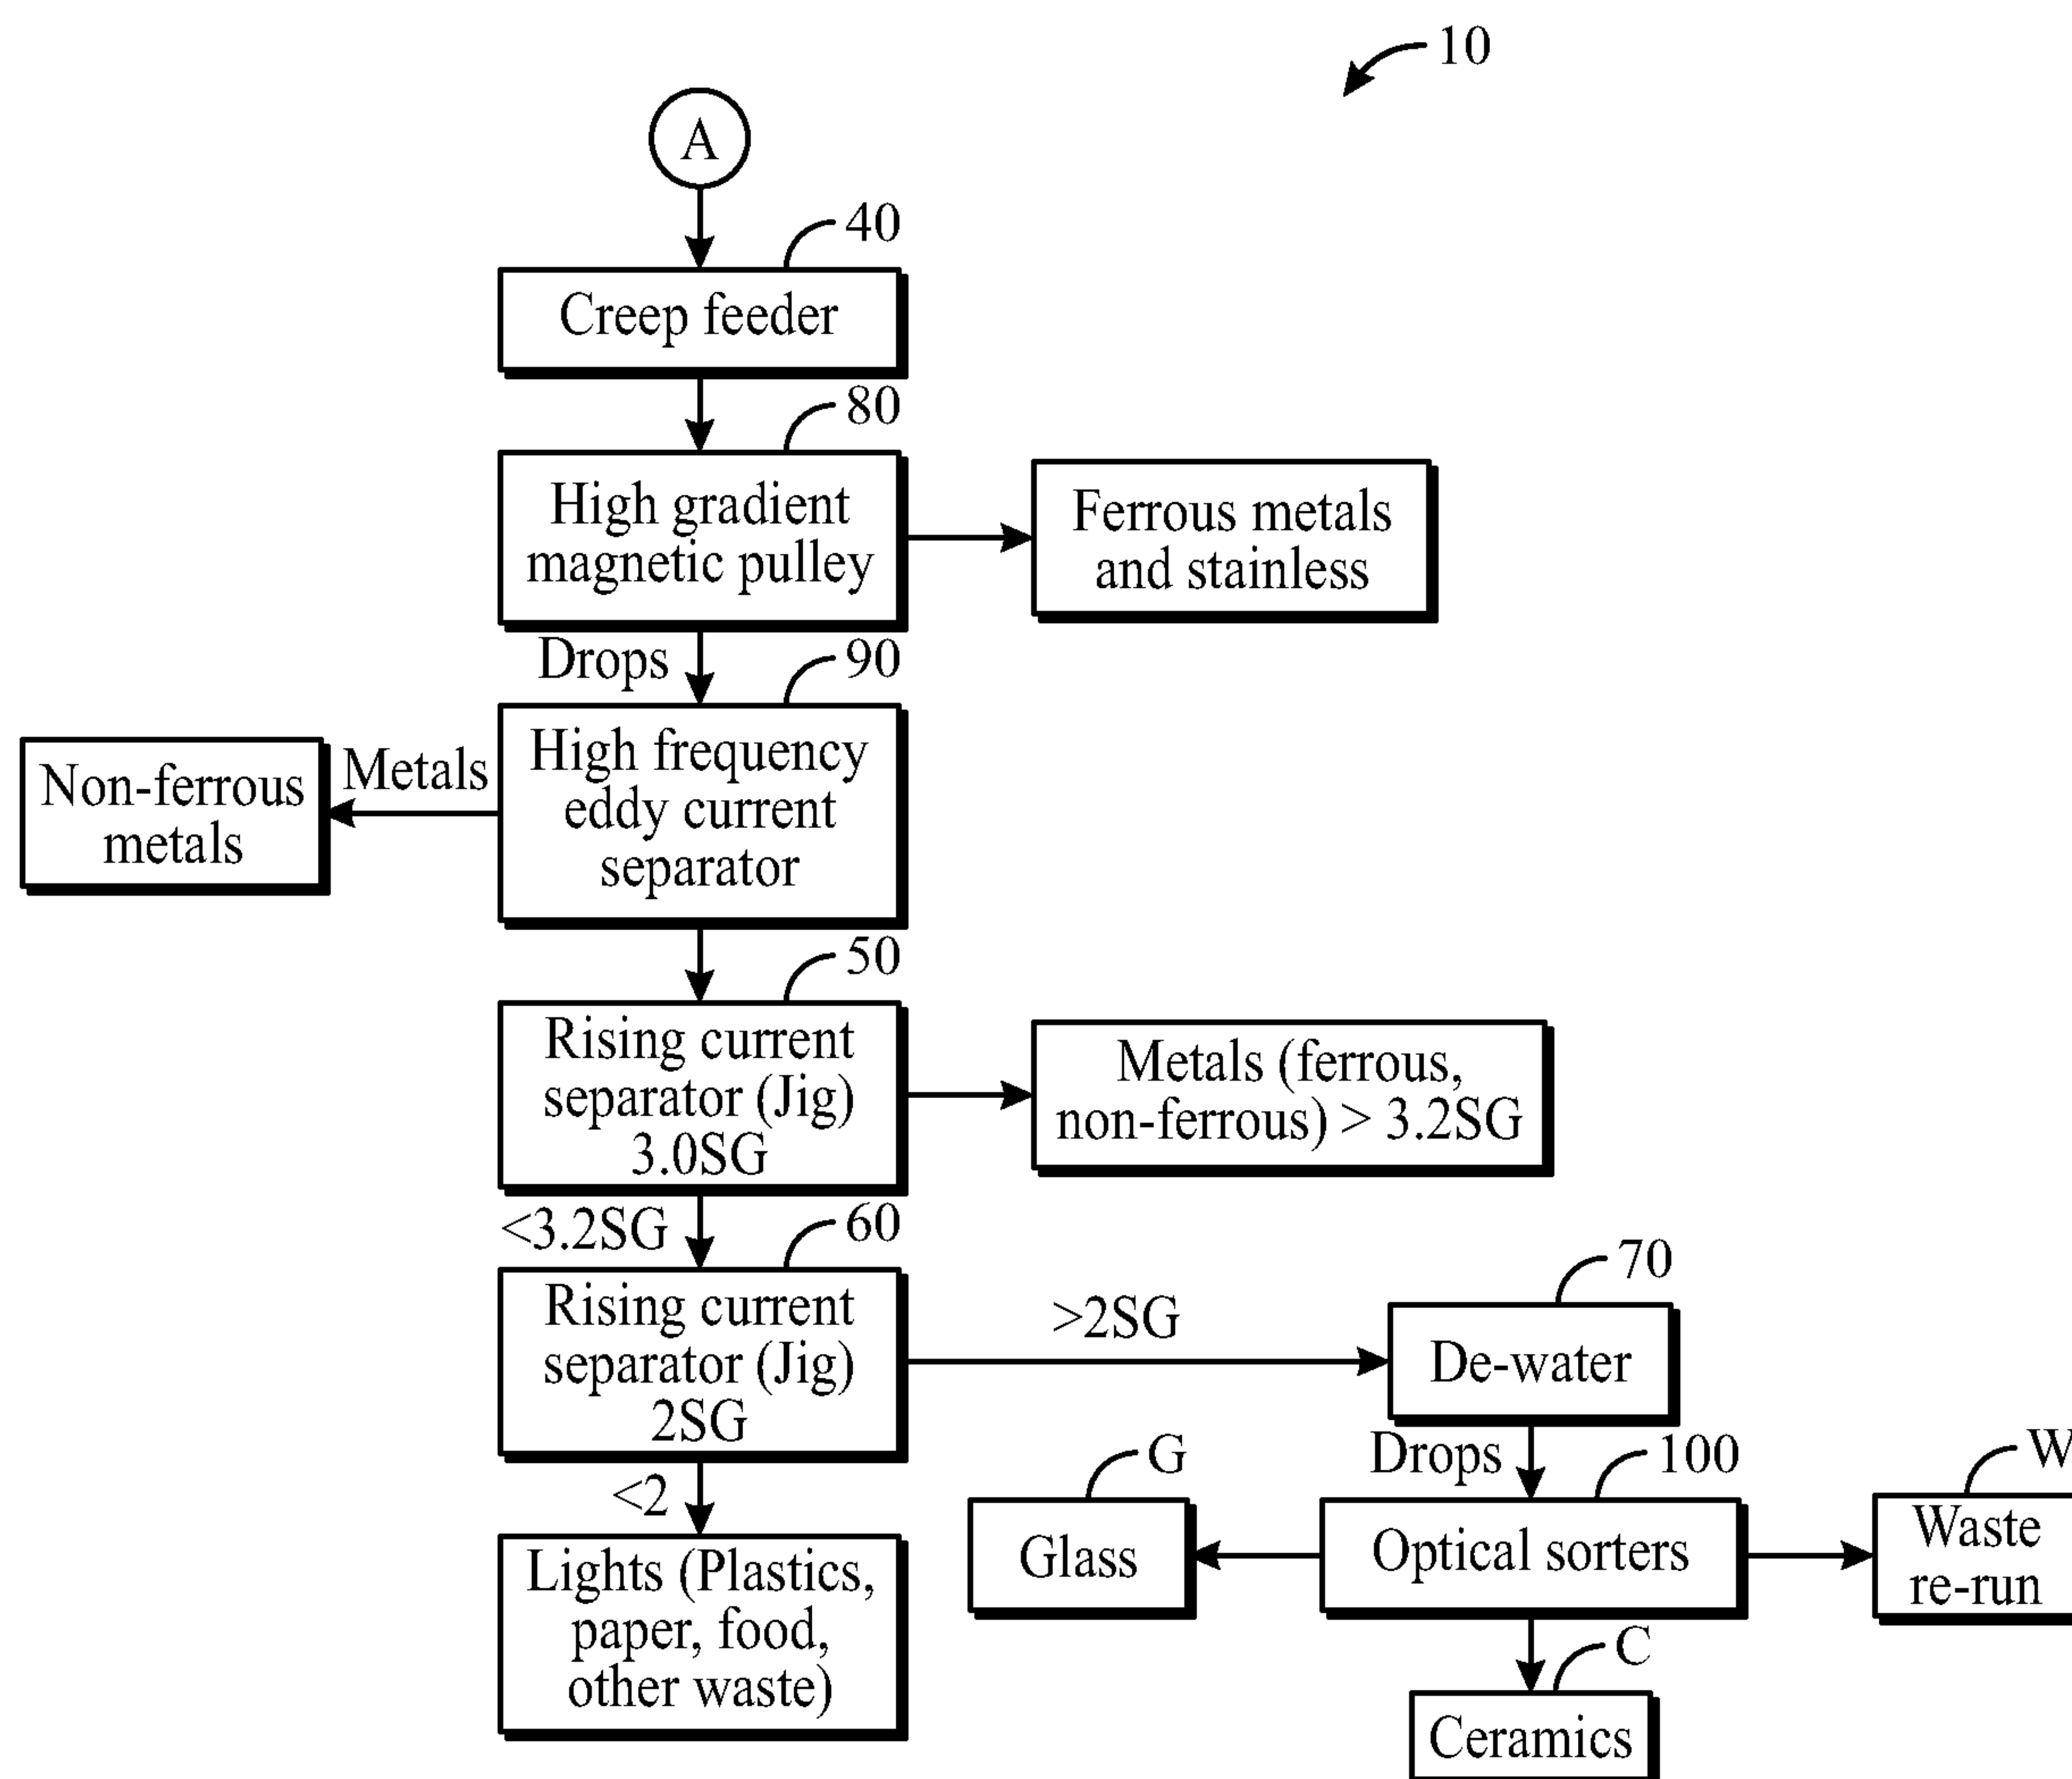 10
A
40
Creep feeder
80
High gradient
magnetic pulley
Ferrous metals
and stainless
Drops
90
High frequency
eddy current
separator
Metals
Non-ferrous
metals
50
Rising current
separator (Jig)
3.0SG
Metals (ferrous,
non-ferrous) > 3.2SG
<3.2SG
60
Rising current
separator (Jig)
2SG
>2SG
70
De-water
<2
Lights (Plastics,
paper, food,
other waste)
Drops
100
Optical sorters
G
Glass
W
Waste
re-run
C
Ceramics